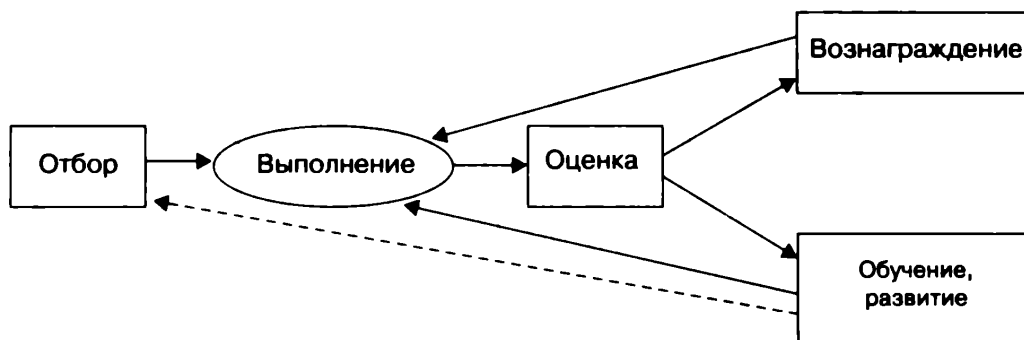 Вознаграждение
Отбор
Выполнение
Оценка
Обучение,
развитие